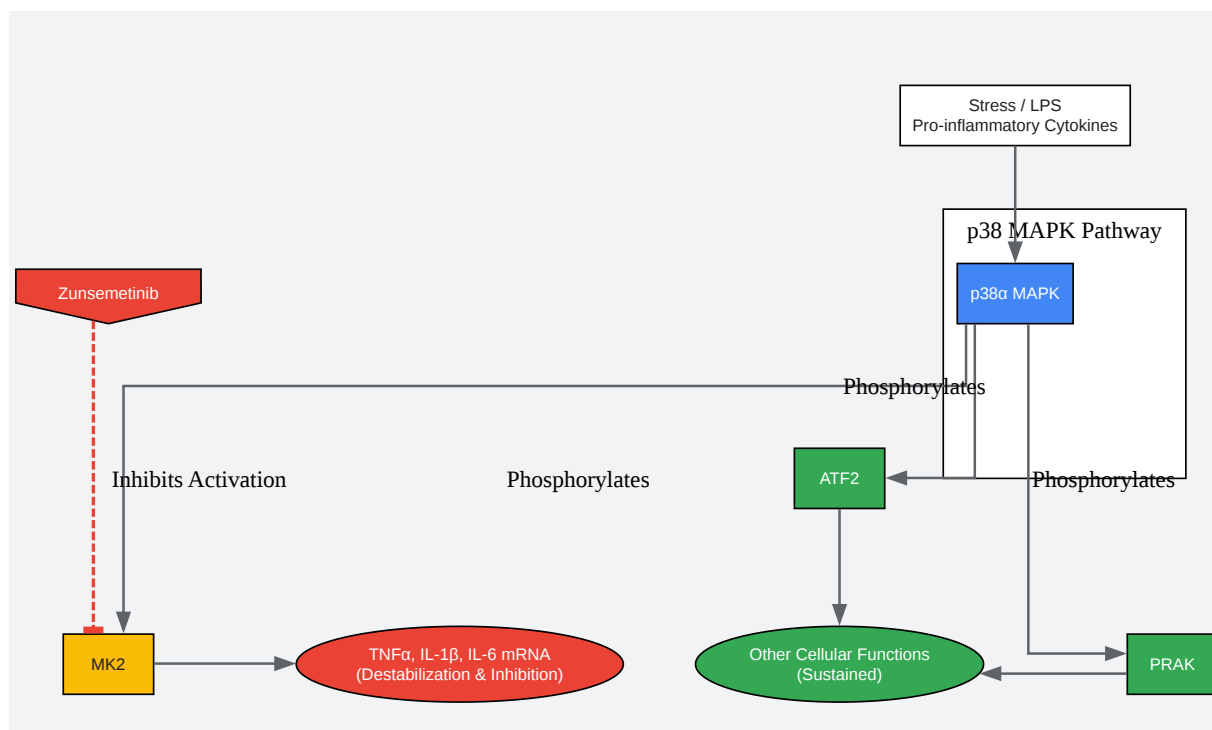 Stress / LPS
Pro-inflammatory Cytokines
p38 MAPK Pathway
Zunsemetinib
p38α MAPK
Phosphorylates
Inhibits Activation
Phosphorylates
ATF2
Phosphorylates
MK2
TNFα, IL-1β, IL-6 mRNA
(Destabilization & Inhibition)
Other Cellular Functions
(Sustained)
PRAK